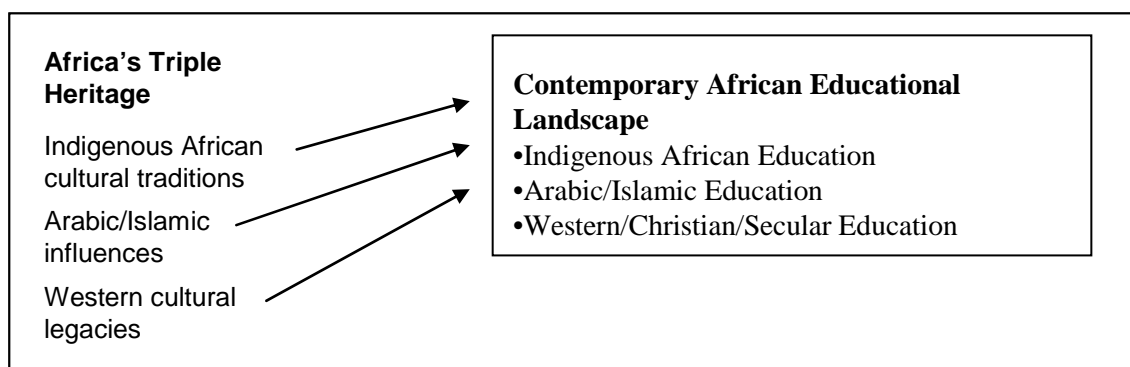 Africa’s Triple
Heritage
Indigenous African
cultural traditions
Arabic/Islamic
influences
Western cultural
legacies
Contemporary African Educational
Landscape
•Indigenous African Education
•Arabic/Islamic Education
•Western/Christian/Secular Education